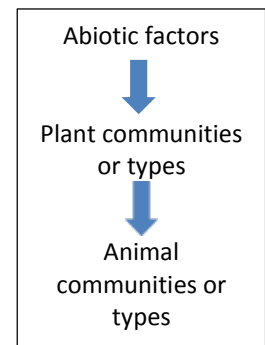 Abiotic factors
Plant communities
or types
Animal
communities or
types